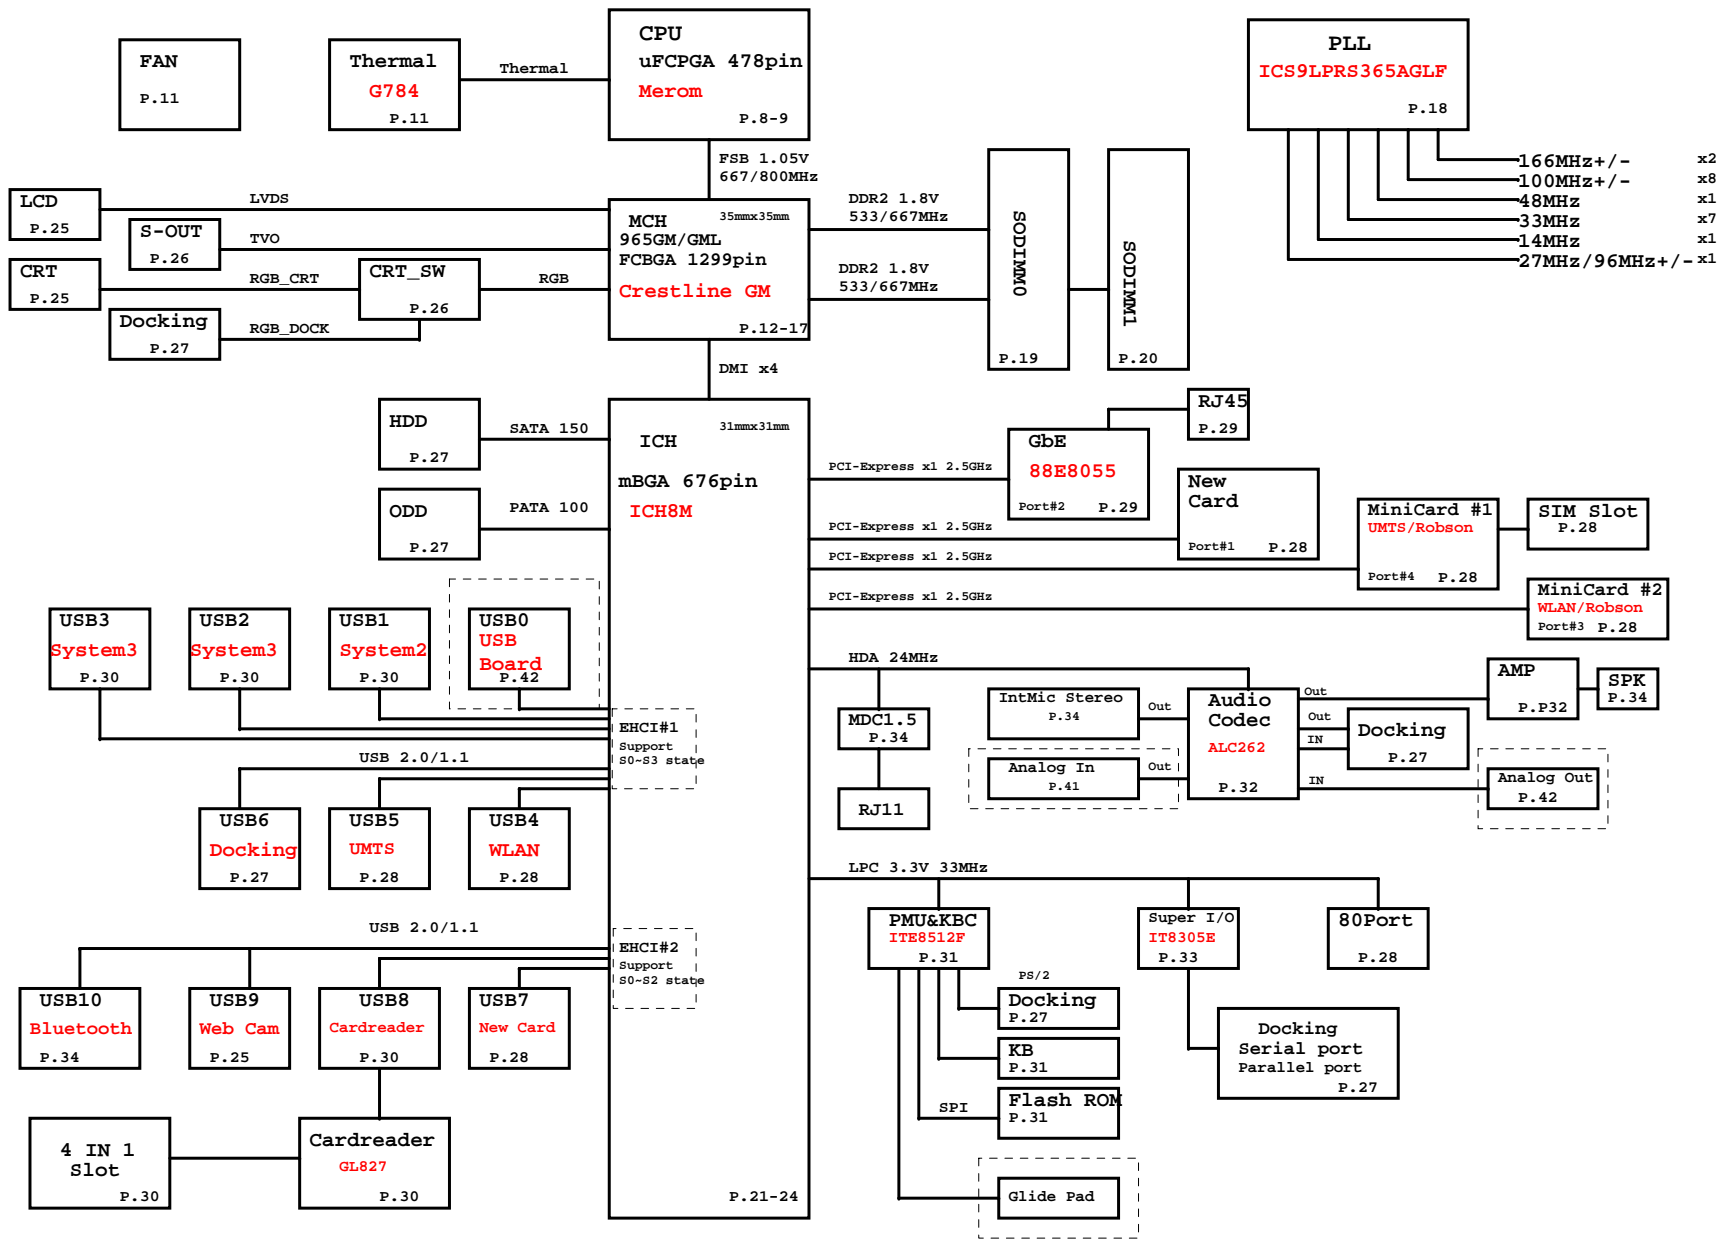 FAN
P.11
Thermal
G784
P.11
Thermal
CPU
uFCPGA 478pin
Merom
P.8-9
PLL
ICS9LPRS365AGLF
P.18
166MHz+/- x2
100MHz+/- x8
48MHz x1
33MHz x7
14MHz x1
27MHz/96MHz+/- x1
FSB 1.05V
667/800MHz
LCD
P.25
LVDS
S-OUT
P.26
TVO
CRT
P.25
RGB_CRT
CRT_SW
P.26
RGB
Docking
P.27
RGB_DOCK
MCH
35mmx35mm
965GM/GML
FCBGA 1299pin
Crestline GM
P.12-17
DDR2 1.8V
533/667MHz
DDR2 1.8V
533/667MHz
SODIMM0
P.19
SODIMM1
P.20
DMI x4
HDD
P.27
SATA 150
ODD
P.27
PATA 100
ICH
31mmx31mm
mBGA 676pin
ICH8M
P.21-24
PCI-Express x1 2.5GHz
GbE
88E8055
Port#2 P.29
RJ45
P.29
PCI-Express x1 2.5GHz
New
Card
Port#1 P.28
PCI-Express x1 2.5GHz
MiniCard #1
UMTS/Robson
Port#4 P.28
SIM Slot
P.28
PCI-Express x1 2.5GHz
MiniCard #2
WLAN/Robson
Port#3 P.28
USB3
System3
P.30
USB2
System3
P.30
USB1
System2
P.30
USB0
USB
Board
P.42
EHCI#1
Support
S0~S3 state
USB 2.0/1.1
USB6
Docking
P.27
USB5
UMTS
P.28
USB4
WLAN
P.28
HDA 24MHz
MDC1.5
P.34
RJ11
IntMic Stereo
P.34
Out
Analog In
P.41
Out
Audio
Codec
ALC262
P.32
Out
AMP
P.P32
SPK
P.34
Out
IN
Docking
P.27
IN
Analog Out
P.42
LPC 3.3V 33MHz
PMU&KBC
ITE8512F
P.31
Super I/O
IT8305E
P.33
80Port
P.28
USB 2.0/1.1
EHCI#2
Support
S0~S2 state
USB10
Bluetooth
P.34
USB9
Web Cam
P.25
USB8
Cardreader
P.30
USB7
New Card
P.28
PS/2
Docking
P.27
KB
P.31
SPI
Flash ROM
P.31
Glide Pad
Docking
Serial port
Parallel port
P.27
4 IN 1
Slot
P.30
Cardreader
GL827
P.30